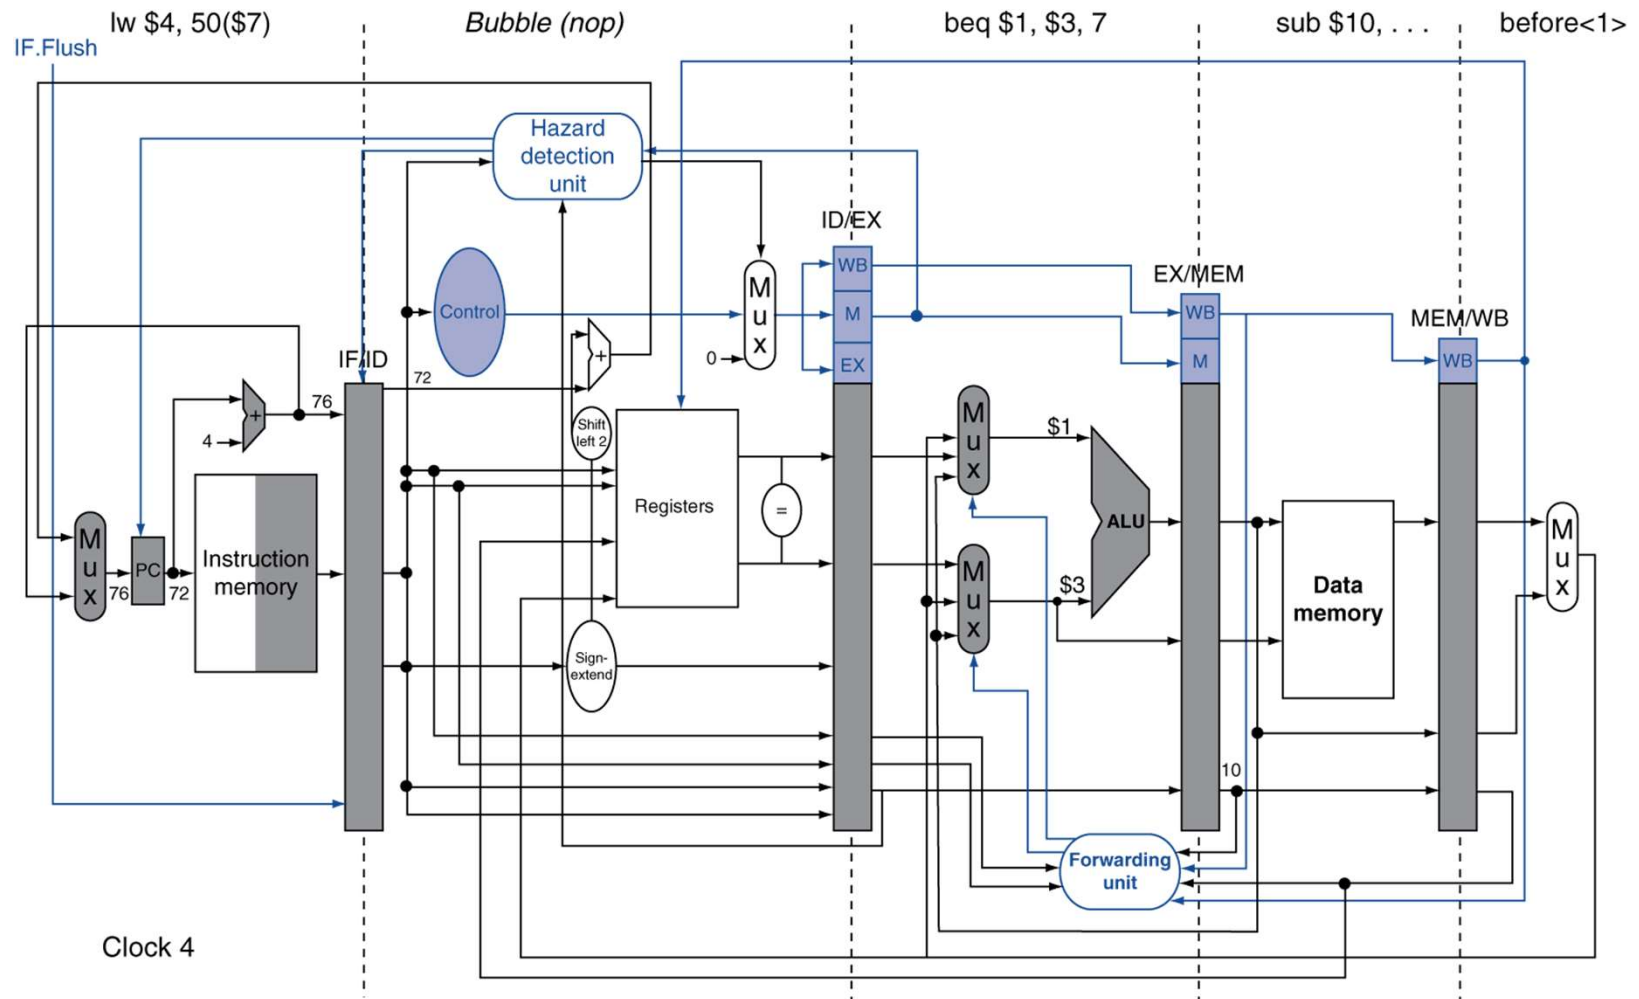 lw $4, 50($7)
Bubble (nop)
beq $1, $3, 7
sub $10, . . .
before<1>
IF.Flush
Hazard
detection
unit
ID/EX
WB
M
EX
Control
M
u
x
0
EX/MEM
WB
M
MEM/WB
WB
IF/ID
72
+
76
4
+
Shift
left 2
M
u
x
$1
Registers
=
ALU
M
u
x
76
PC
72
Instruction
memory
M
u
x
$3
Data
memory
M
u
x
Sign-
extend
10
Forwarding
unit
Clock 4